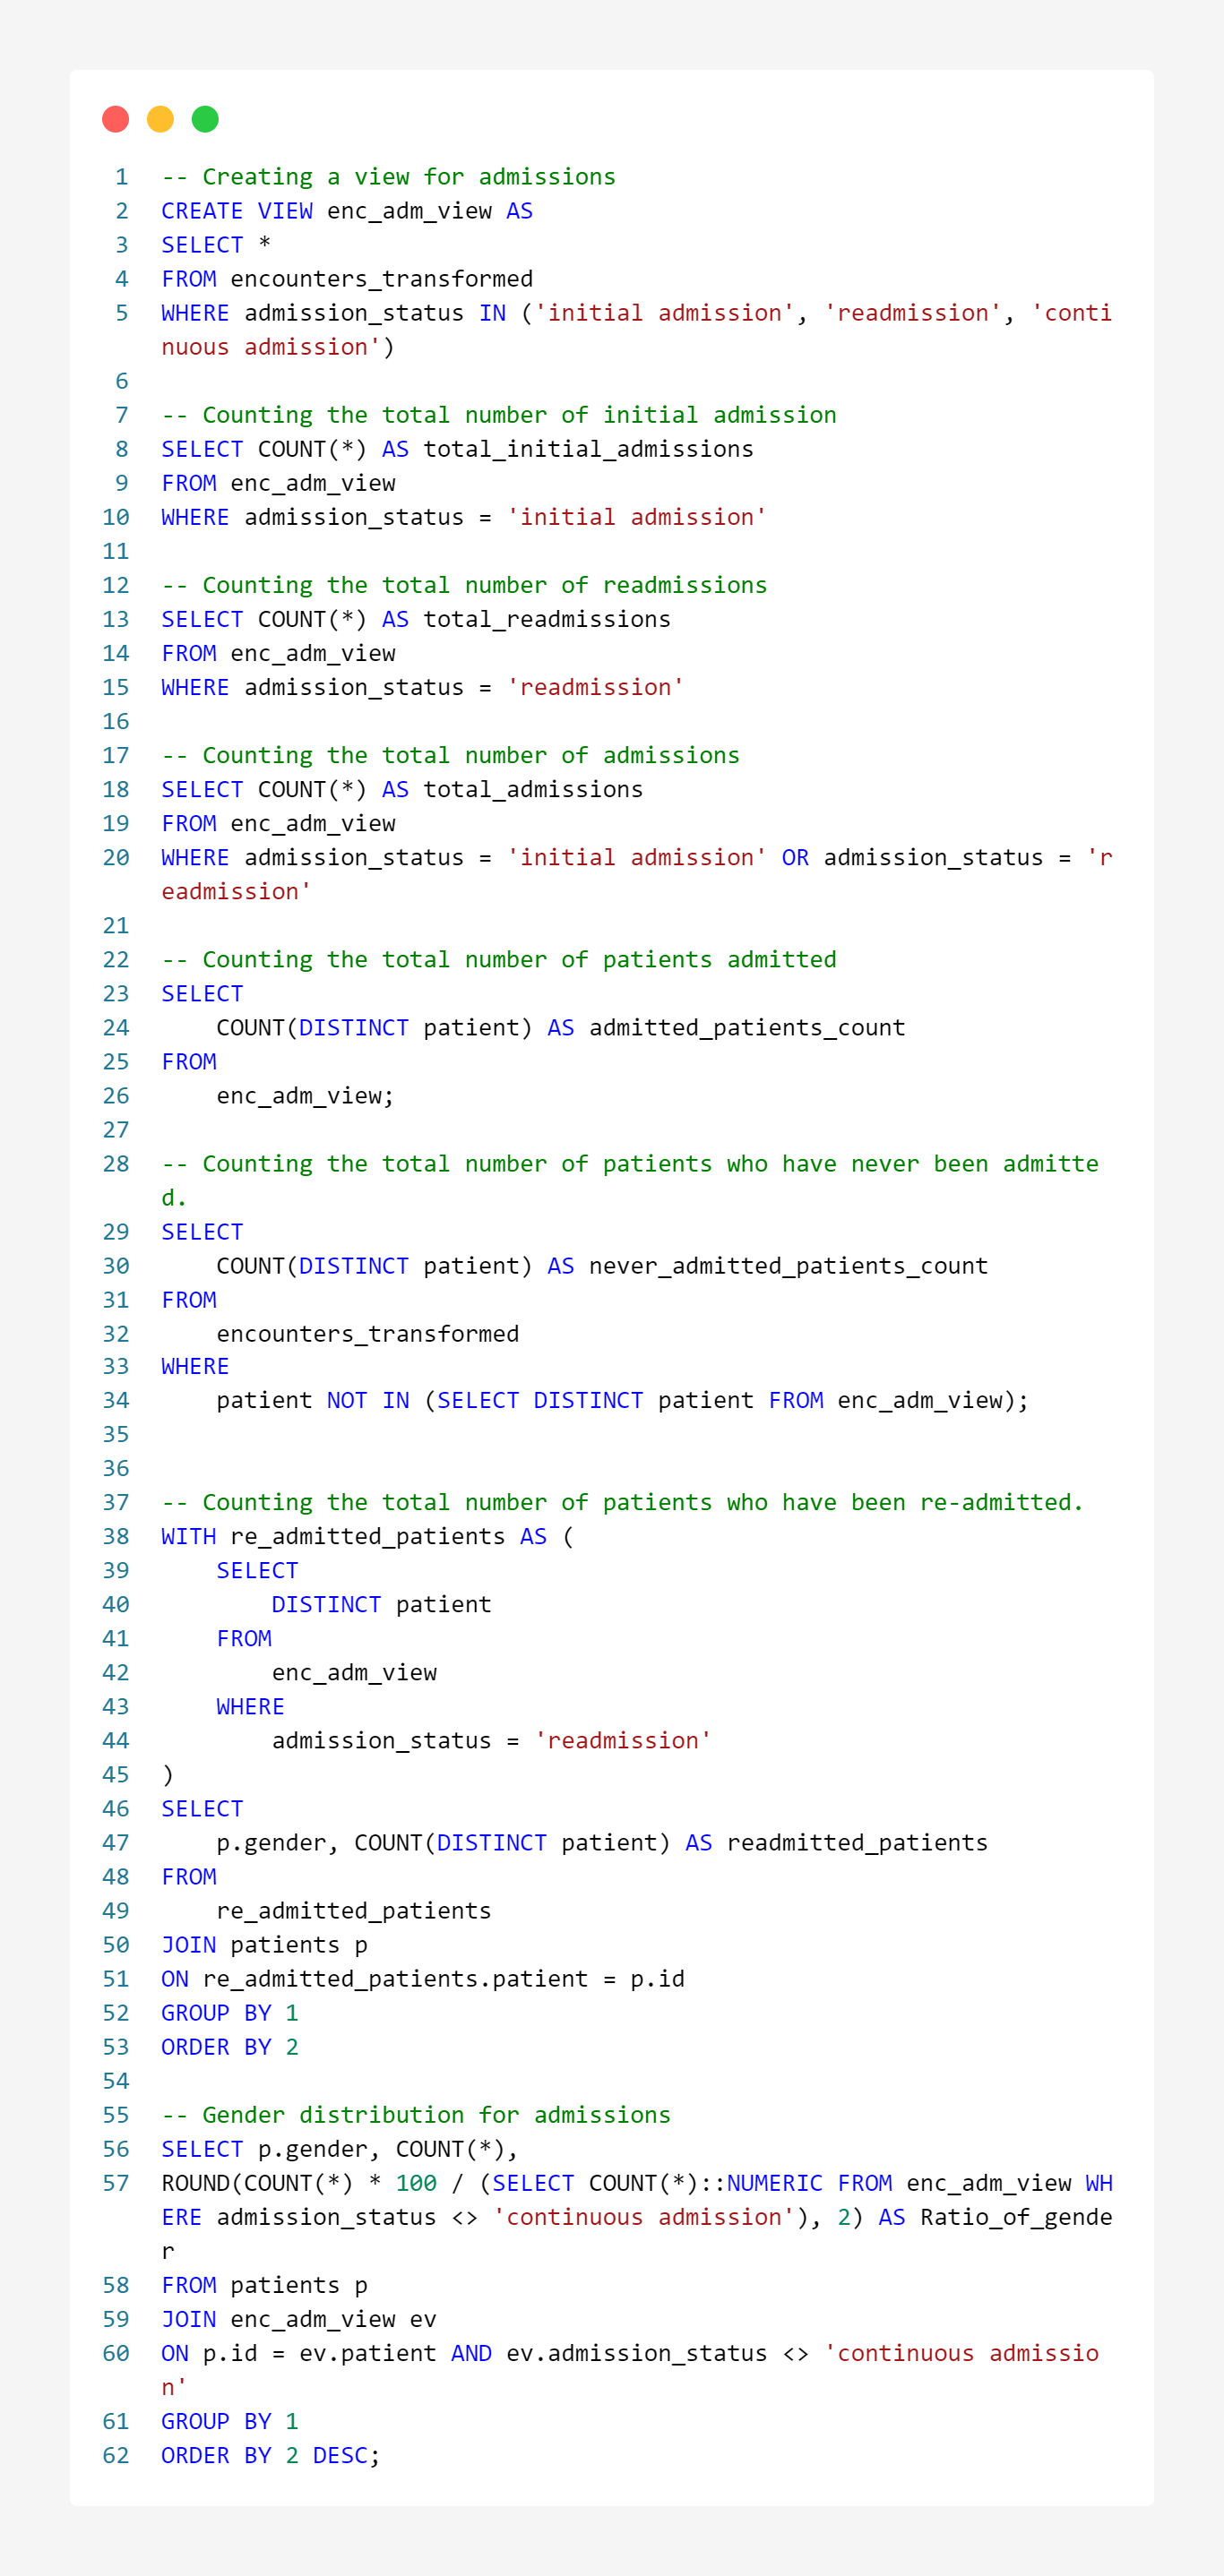 1 -- Creating a view for admissions
2 CREATE VIEW enc_adm_view AS
3 SELECT *
4 FROM encounters_transformed
5 WHERE admission_status IN ('initial admission', 'readmission', 'conti
nuous admission')
6
7 -- Counting the total number of initial admission
8 SELECT COUNT(*) AS total_initial_admissions
9 FROM enc_adm_view
10 WHERE admission_status = 'initial admission'
11
12 -- Counting the total number of readmissions
13 SELECT COUNT(*) AS total_readmissions
14 FROM enc_adm_view
15 WHERE admission_status = 'readmission'
16
17 -- Counting the total number of admissions
18 SELECT COUNT(*) AS total_admissions
19 FROM enc_adm_view
20 WHERE admission_status = 'initial admission' OR admission_status = 'r
eadmission'
21
22 -- Counting the total number of patients admitted
23 SELECT
24     COUNT(DISTINCT patient) AS admitted_patients_count
25 FROM
26     enc_adm_view;
27
28 -- Counting the total number of patients who have never been admitte
d.
29 SELECT
30     COUNT(DISTINCT patient) AS never_admitted_patients_count
31 FROM
32     encounters_transformed
33 WHERE
34     patient NOT IN (SELECT DISTINCT patient FROM enc_adm_view);
35
36
37 -- Counting the total number of patients who have been re-admitted.
38 WITH re_admitted_patients AS (
39     SELECT
40         DISTINCT patient
41     FROM
42         enc_adm_view
43     WHERE
44         admission_status = 'readmission'
45 )
46 SELECT
47     p.gender, COUNT(DISTINCT patient) AS readmitted_patients
48 FROM
49     re_admitted_patients
50 JOIN patients p
51 ON re_admitted_patients.patient = p.id
52 GROUP BY 1
53 ORDER BY 2
54
55 -- Gender distribution for admissions
56 SELECT p.gender, COUNT(*),
57 ROUND(COUNT(*) * 100 / (SELECT COUNT(*)::NUMERIC FROM enc_adm_view WH
ERE admission_status <> 'continuous admission'), 2) AS Ratio_of_gende
r
58 FROM patients p
59 JOIN enc_adm_view ev
60 ON p.id = ev.patient AND ev.admission_status <> 'continuous admissio
n'
61 GROUP BY 1
62 ORDER BY 2 DESC;